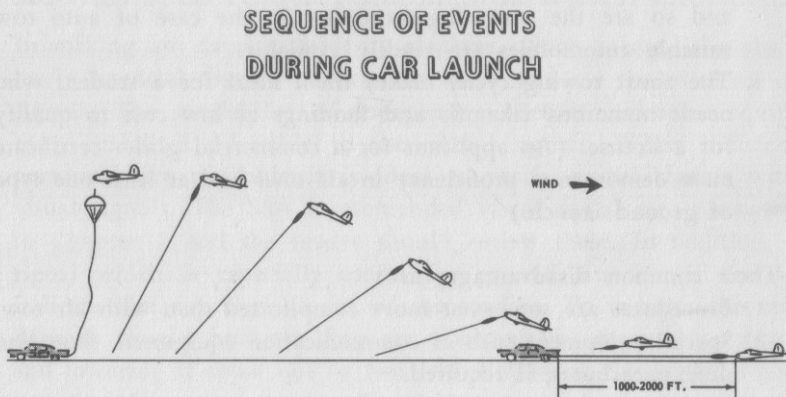 SEQUENCE OF EVENTS
DURING CAR LAUNCH
WIND
1000-2000 FT.